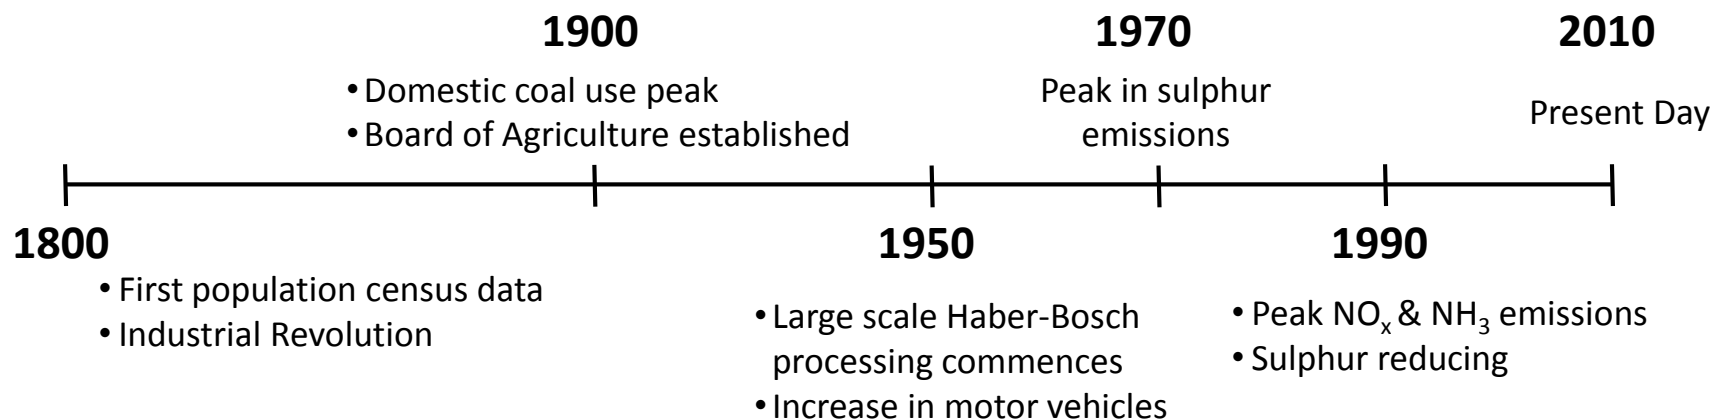 1900
• Domestic coal use peak
• Board of Agriculture established
1970
Peak in sulphur
emissions
2010
Present Day
1800
• First population census data
• Industrial Revolution
1950
• Large scale Haber-Bosch
processing commences
• Increase in motor vehicles
1990
• Peak NOₓ & NH₃ emissions
• Sulphur reducing